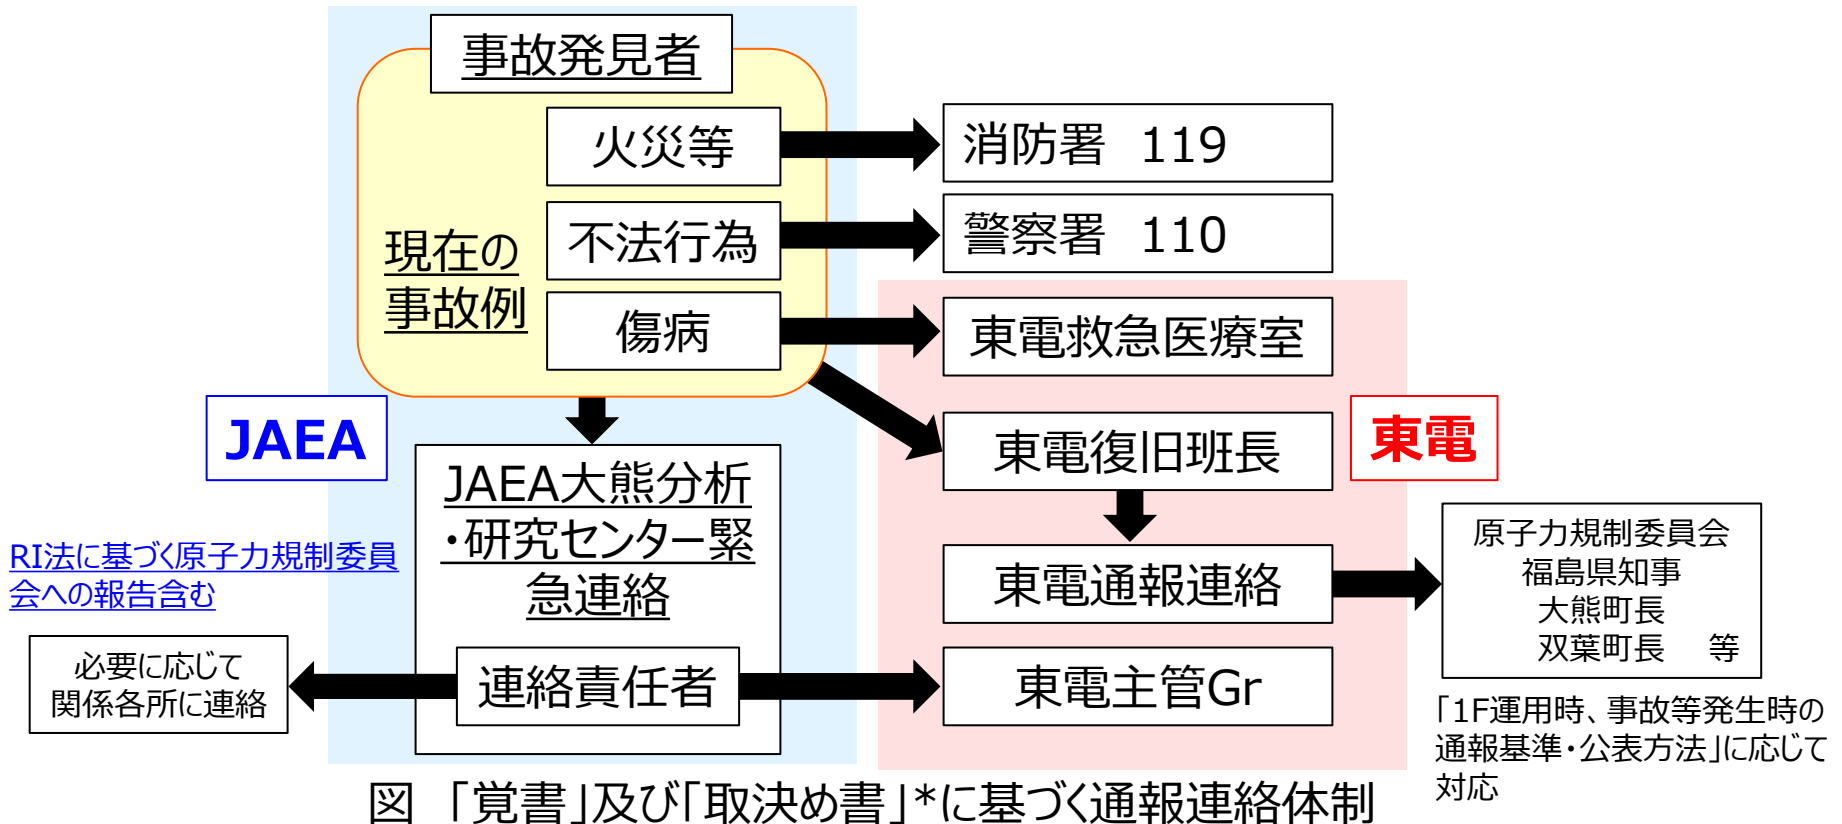 事故発見者
火災等
消防署 119
不法行為
警察署 110
現在の
事故例
傷病
東電救急医療室
JAEA
東電復旧班長
東電
JAEA大熊分析
・研究センター緊
急連絡
RI法に基づく原子力規制委員
会への報告含む
東電通報連絡
原子力規制委員会
福島県知事
大熊町長
双葉町長 等
必要に応じて
関係各所に連絡
連絡責任者
東電主管Gr
「1F運用時、事故等発生時の
通報基準・公表方法」に応じて
対応
図 「覚書」及び「取決め書」*に基づく通報連絡体制